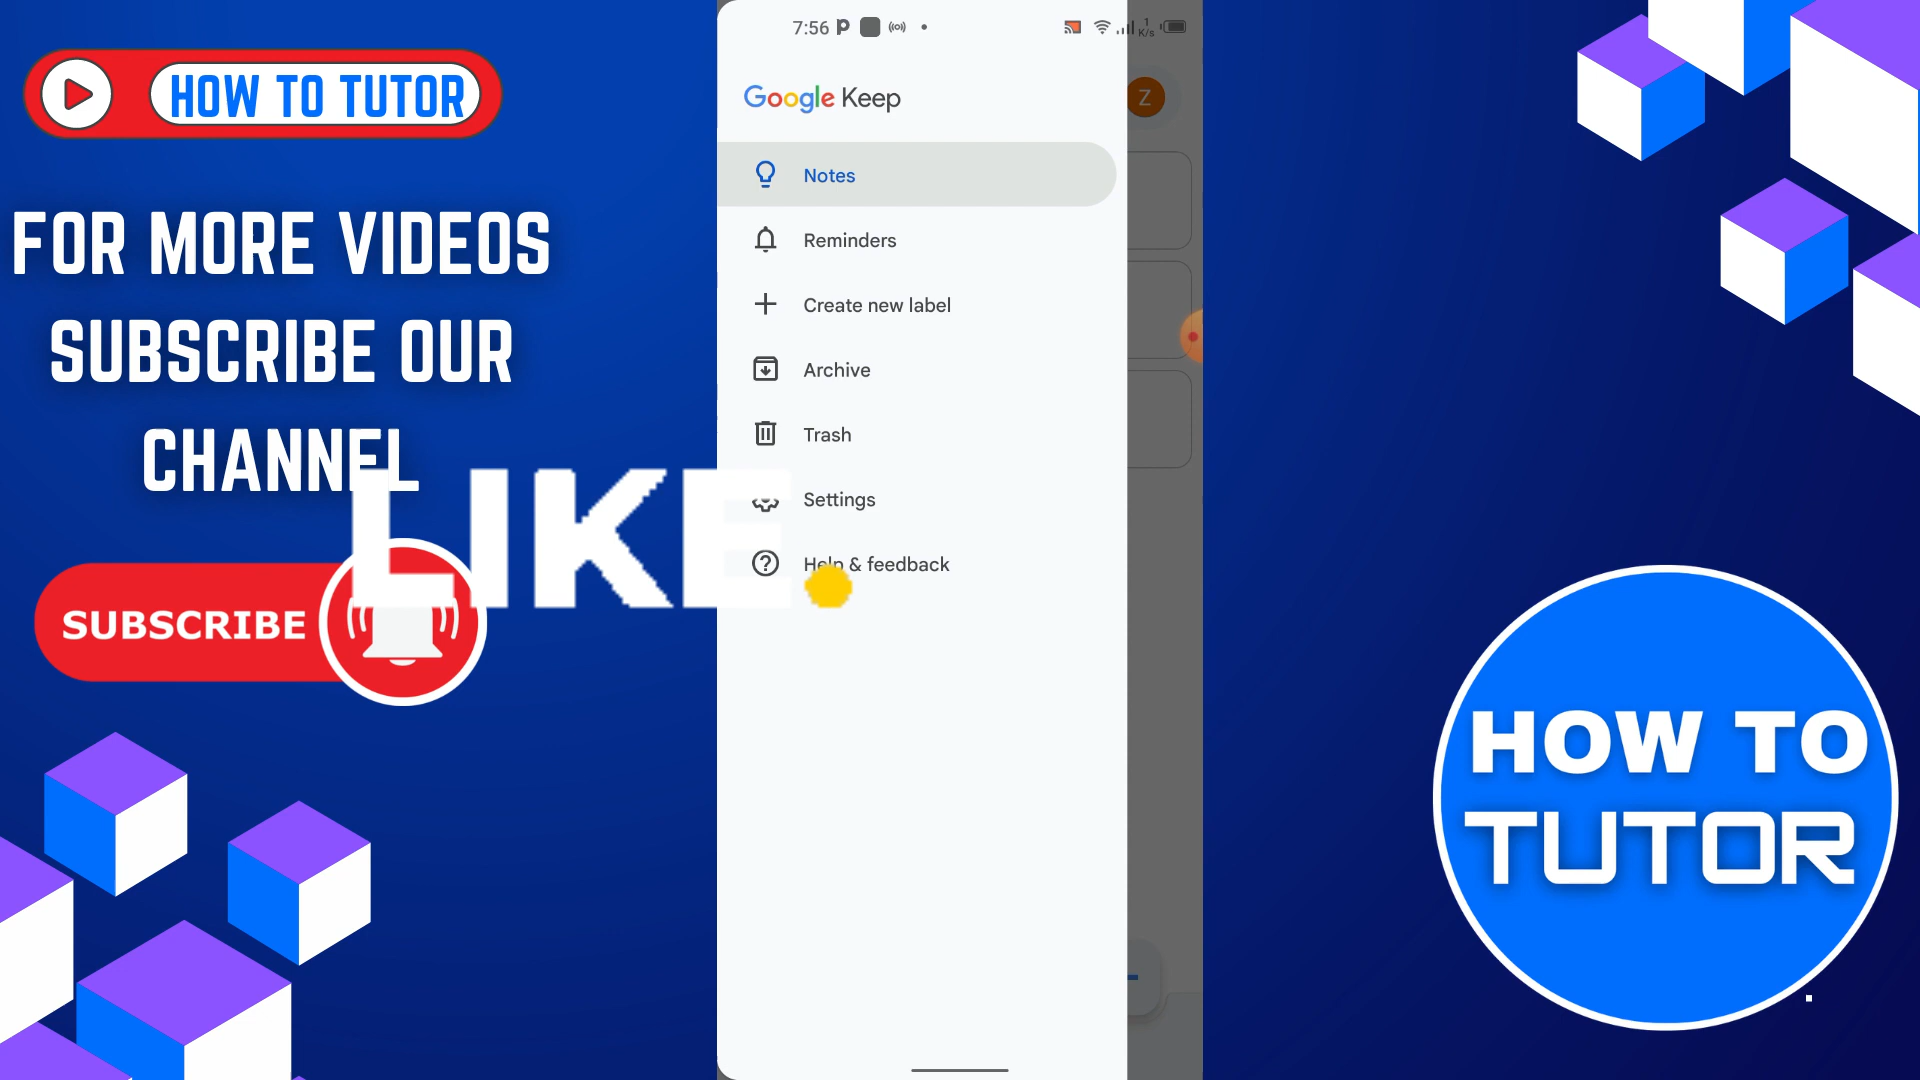 HOW TO TUTOR
FOR MORE VIDEOS
SUBSCRIBE OUR
CHANNEL
LIKE.
SUBSCRIBE
7:56
1
K/s
Google Keep
Z
Notes
Reminders
Create new label
Archive
Trash
Settings
Help & feedback
HOW TO
TUTOR